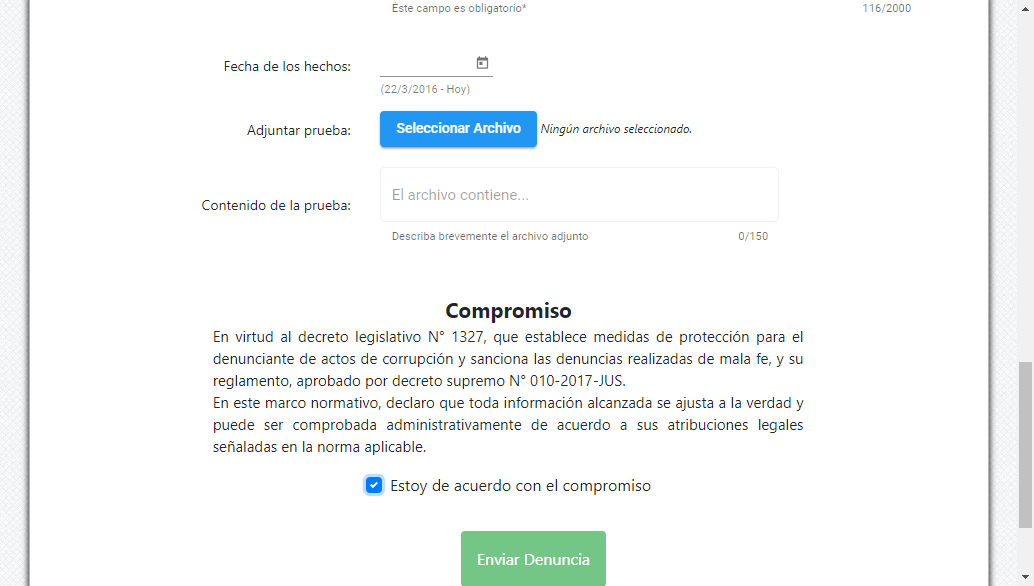 Éste campo es obligatorio* 116/2000
Fecha de los hechos:
(22/3/2016 - Hoy)
Adjuntar prueba: Seleccionar Archivo Ningún archivo seleccionado.
Contenido de la prueba: El archivo contiene...
Describa brevemente el archivo adjunto 0/150
Compromiso
En virtud al decreto legislativo N° 1327, que establece medidas de protección para el
denunciante de actos de corrupción y sanciona las denuncias realizadas de mala fe, y su
reglamento, aprobado por decreto supremo N° 010-2017-JUS.
En este marco normativo, declaro que toda información alcanzada se ajusta a la verdad y
puede ser comprobada administrativamente de acuerdo a sus atribuciones legales
señaladas en la norma aplicable.
Estoy de acuerdo con el compromiso
Enviar Denuncia